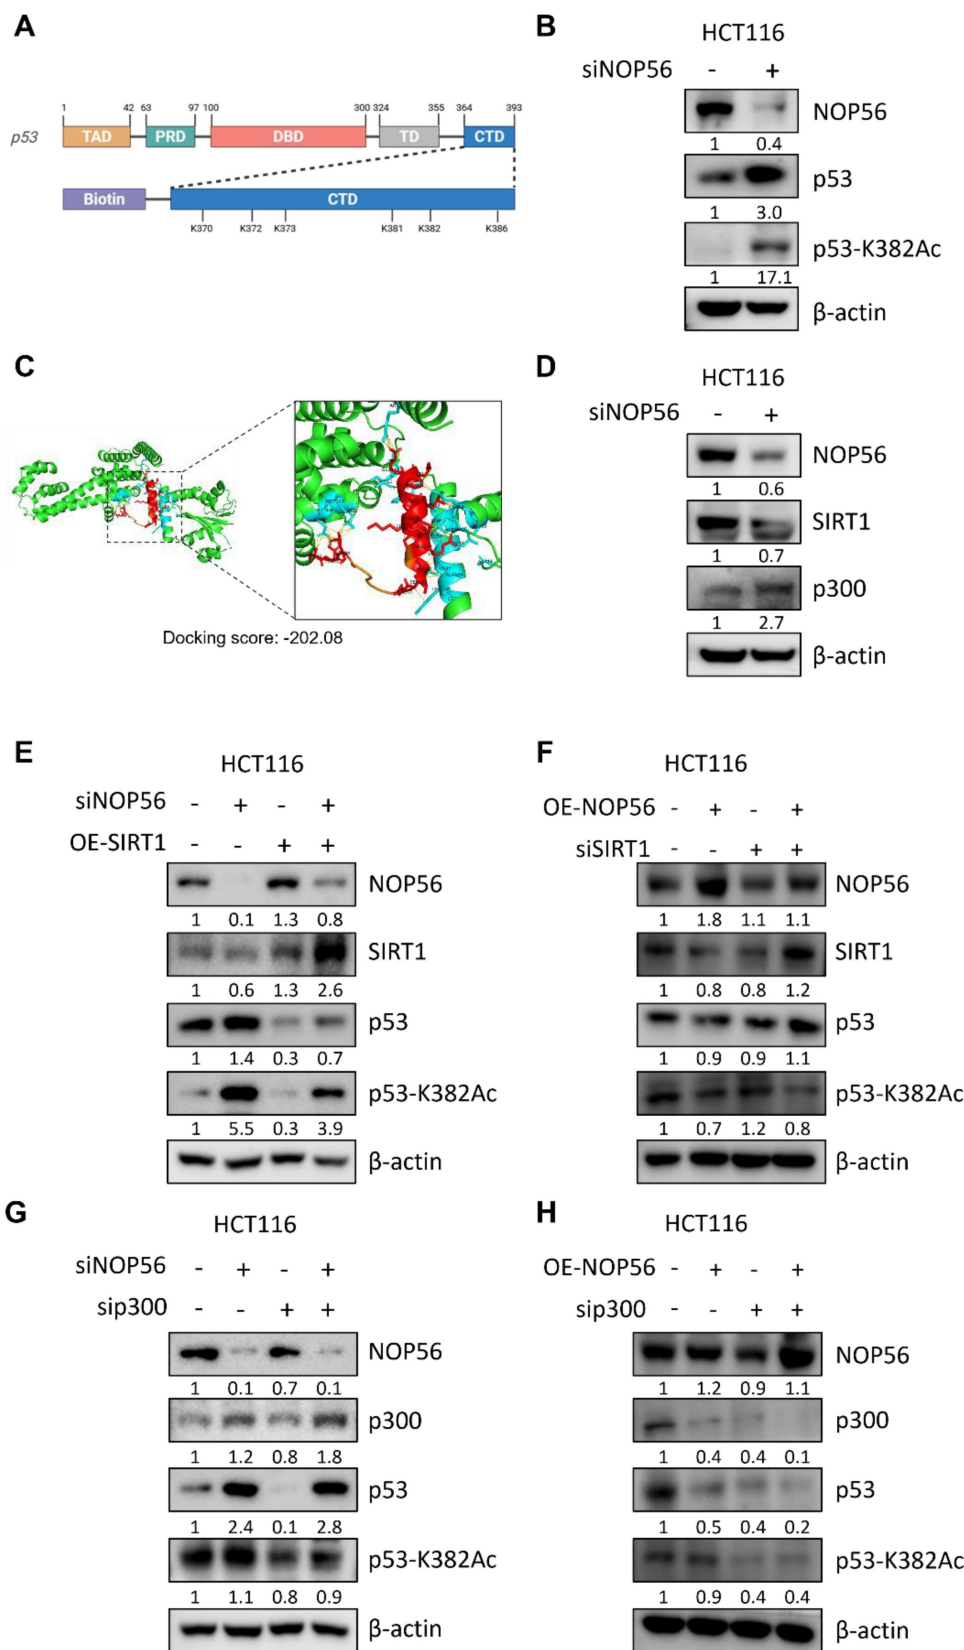 A
1 42 63 97 100 300 324 355 364 393
p53 TAD PRD DBD TD CTD
Biotin CTD
K370 K372 K373 K381 K382 K386
B
HCT116
siNOP56 - +
NOP56
1 0.4
p53
1 3.0
p53-K382Ac
1 17.1
β-actin
C
Docking score: -202.08
D
HCT116
siNOP56 - +
NOP56
1 0.6
SIRT1
1 0.7
p300
1 2.7
β-actin
E
HCT116
siNOP56 - + - +
OE-SIRT1 - - + +
NOP56
1 0.1 1.3 0.8
SIRT1
1 0.6 1.3 2.6
p53
1 1.4 0.3 0.7
p53-K382Ac
1 5.5 0.3 3.9
β-actin
F
HCT116
OE-NOP56 - + - +
siSIRT1 - - + +
NOP56
1 1.8 1.1 1.1
SIRT1
1 0.8 0.8 1.2
p53
1 0.9 0.9 1.1
p53-K382Ac
1 0.7 1.2 0.8
β-actin
G
HCT116
siNOP56 - + - +
sip300 - - + +
NOP56
1 0.1 0.7 0.1
p300
1 1.2 0.8 1.8
p53
1 2.4 0.1 2.8
p53-K382Ac
1 1.1 0.8 0.9
β-actin
H
HCT116
OE-NOP56 - + - +
sip300 - - + +
NOP56
1 1.2 0.9 1.1
p300
1 0.4 0.4 0.1
p53
1 0.5 0.4 0.2
p53-K382Ac
1 0.9 0.4 0.4
β-actin